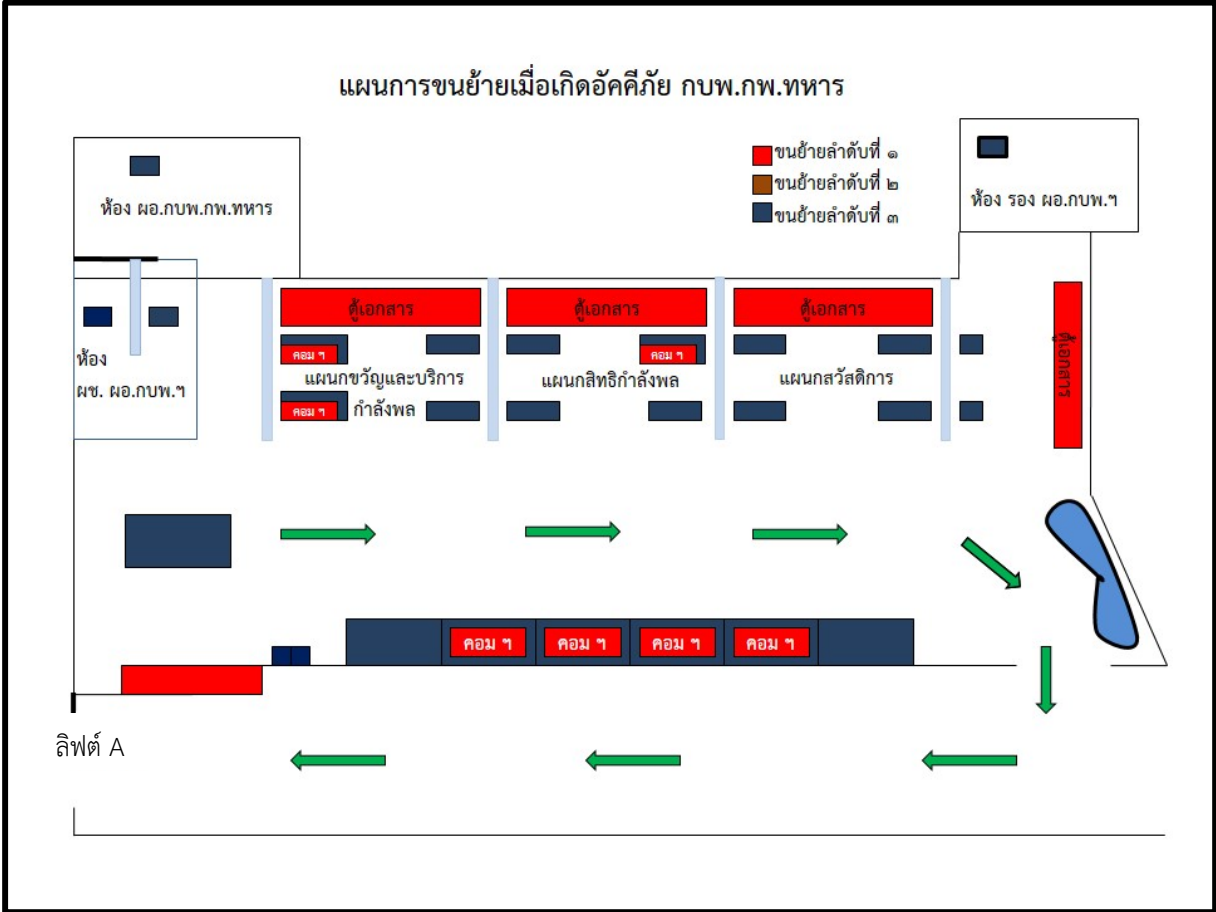 แผนการขนย้ายเมื่อเกิดอัคคีภัย กบพ.กพ.ทหาร
ขนย้ายลำดับที่ ๑
ขนย้ายลำดับที่ ๒
ขนย้ายลำดับที่ ๓
ห้อง ผอ.กบพ.กพ.ทหาร
ห้อง รอง ผอ.กบพ.ฯ
ห้อง
ผช. ผอ.กบพ.ฯ
ตู้เอกสาร
ตู้เอกสาร
ตู้เอกสาร
ตู้เอกสาร
คอม ฯ
คอม ฯ
แผนกขวัญและบริการ
กำลังพล
คอม ฯ
แผนกสิทธิกำลังพล
แผนกสวัสดิการ
คอม ฯ
คอม ฯ
คอม ฯ
คอม ฯ
ลิฟต์ A